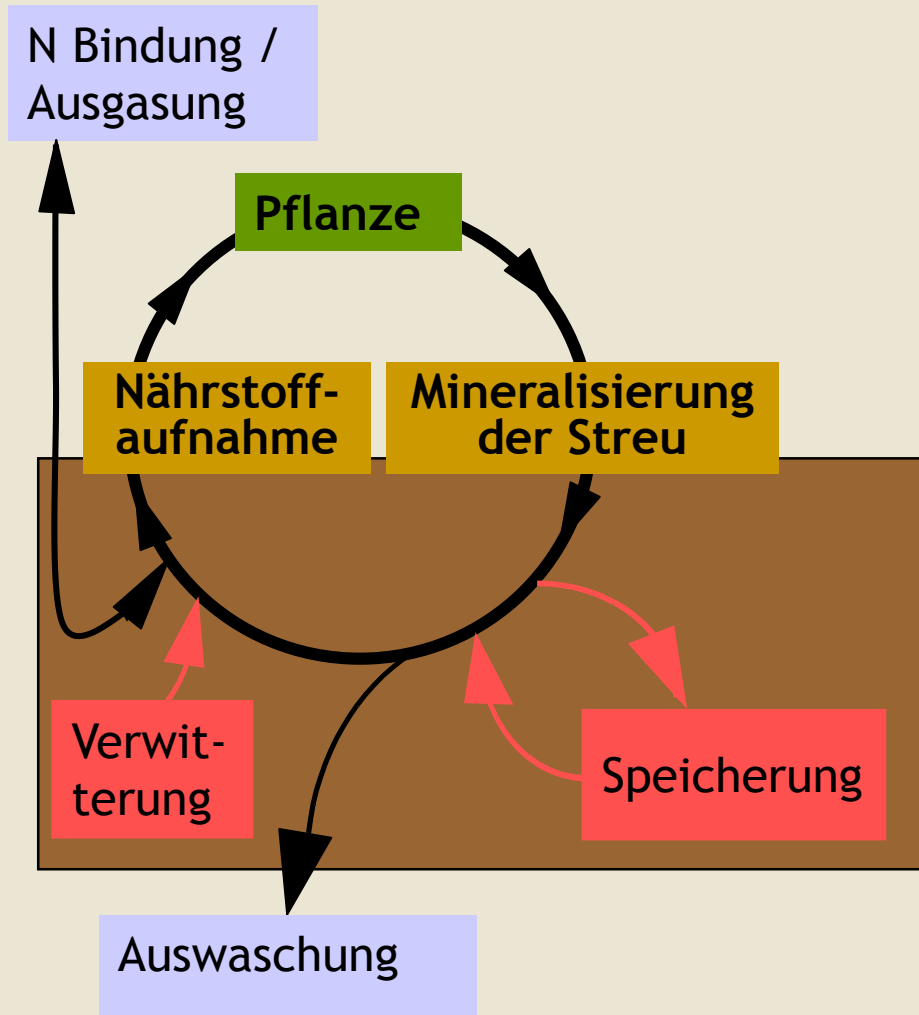 N Bindung /
Ausgasung
Pflanze
Nährstoff-
aufnahme
Mineralisierung
der Streu
Verwit-
terung
Speicherung
Auswaschung